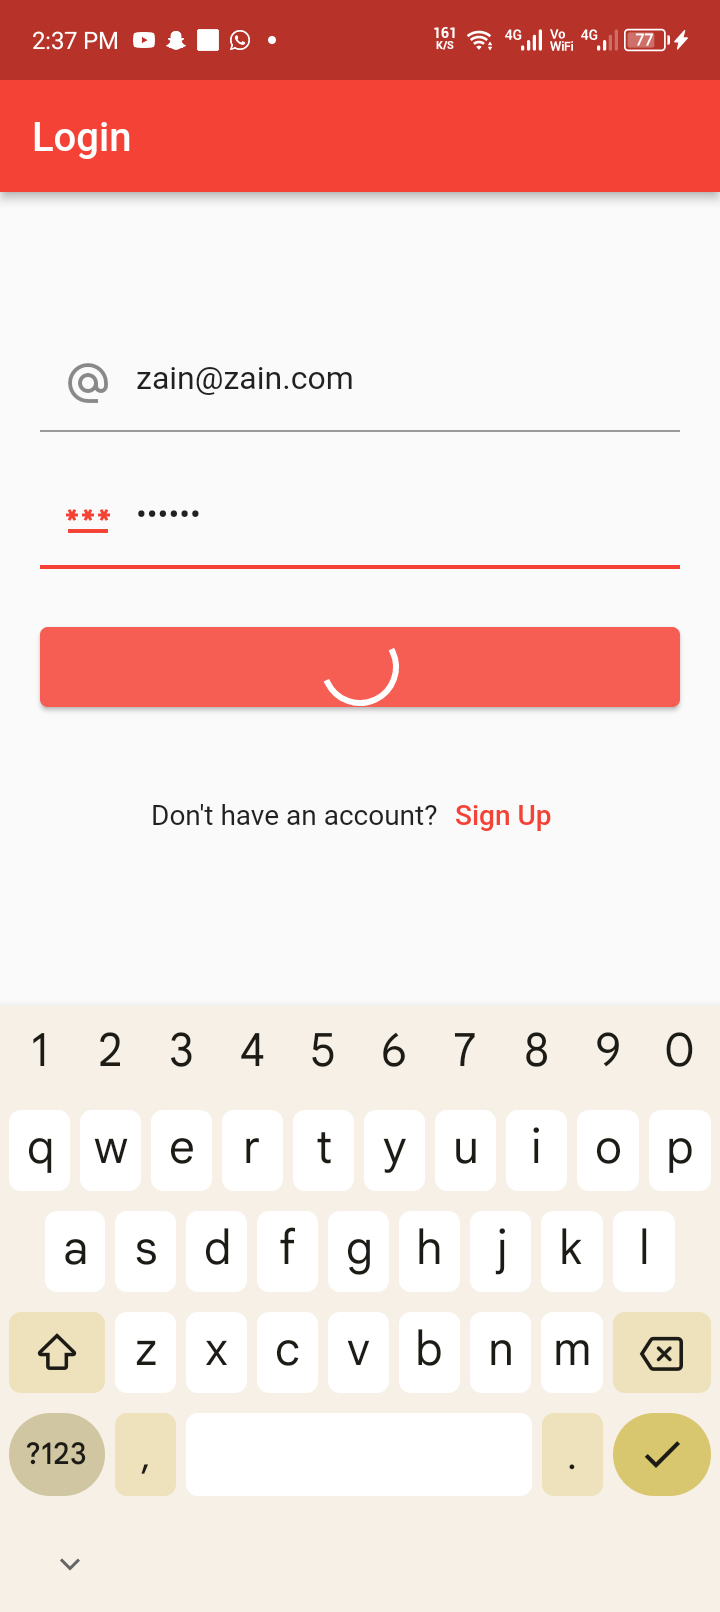 2:37 PM 161 K/S 4G Vo WiFi 4G 77
Login
zain@zain.com
*** ••••••
Don't have an account? Sign Up
1 2 3 4 5 6 7 8 9 0
q w e r t y u i o p
a s d f g h j k l
z x c v b n m
?123 , .